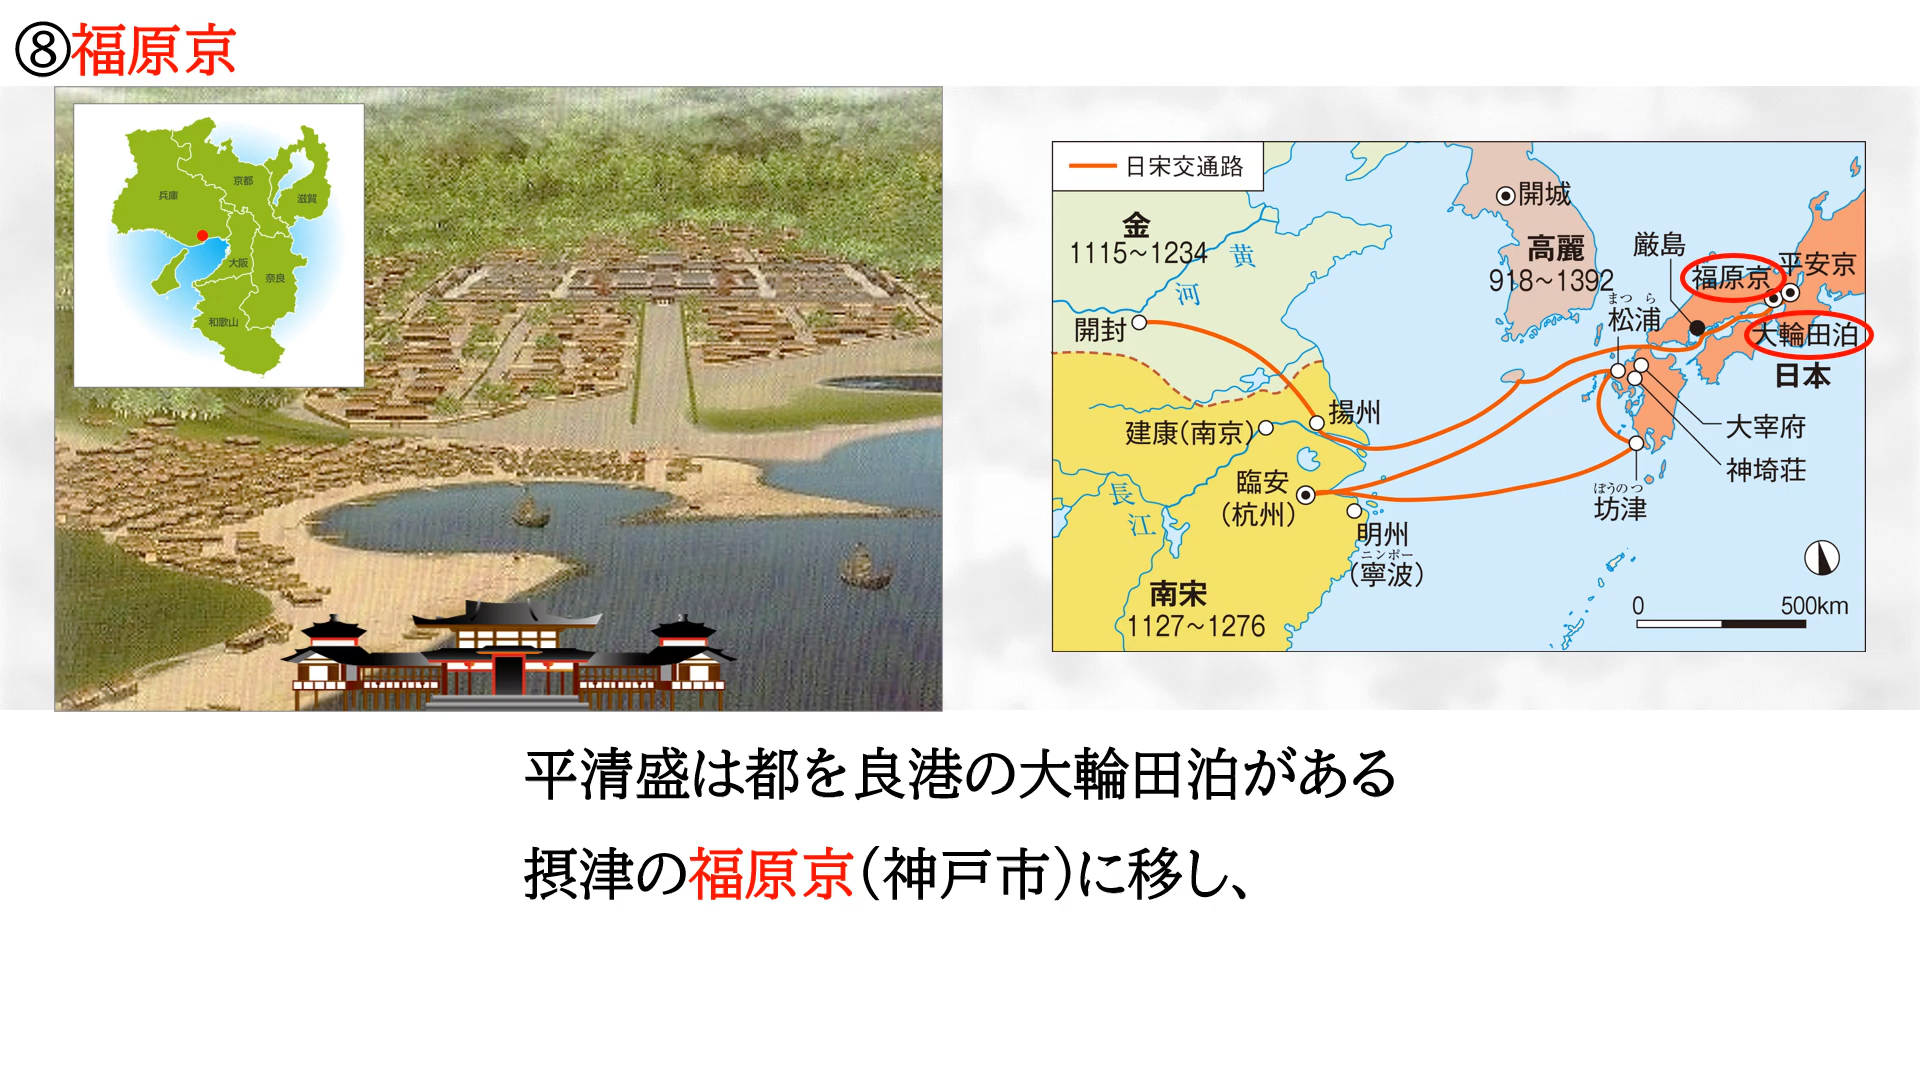 ⑧福原京
兵庫
京都
滋賀
大阪
奈良
和歌山
日宋交通路
金
1115～1234
黄
河
開封
開城
高麗
918～1392
厳島
福原京
平安京
まつら
松浦
大輪田泊
日本
大宰府
神埼荘
ぼうのつ
坊津
揚州
建康(南京)
臨安
(杭州)
長
江
明州
ニンポー
(寧波)
南宋
1127～1276
0
500km
平清盛は都を良港の大輪田泊がある
摂津の福原京(神戸市)に移し、